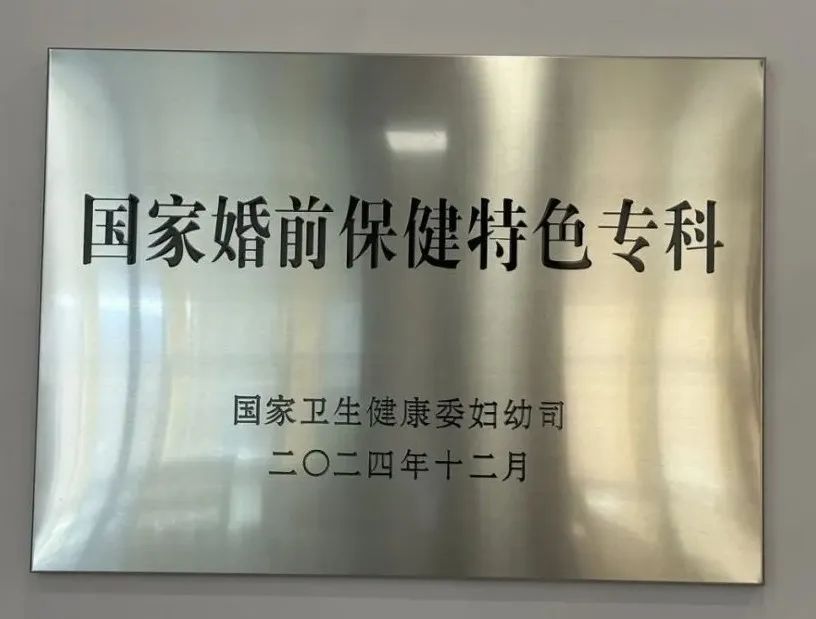 国家婚前保健特色专科
国家卫生健康委妇幼司
二〇二四年十二月